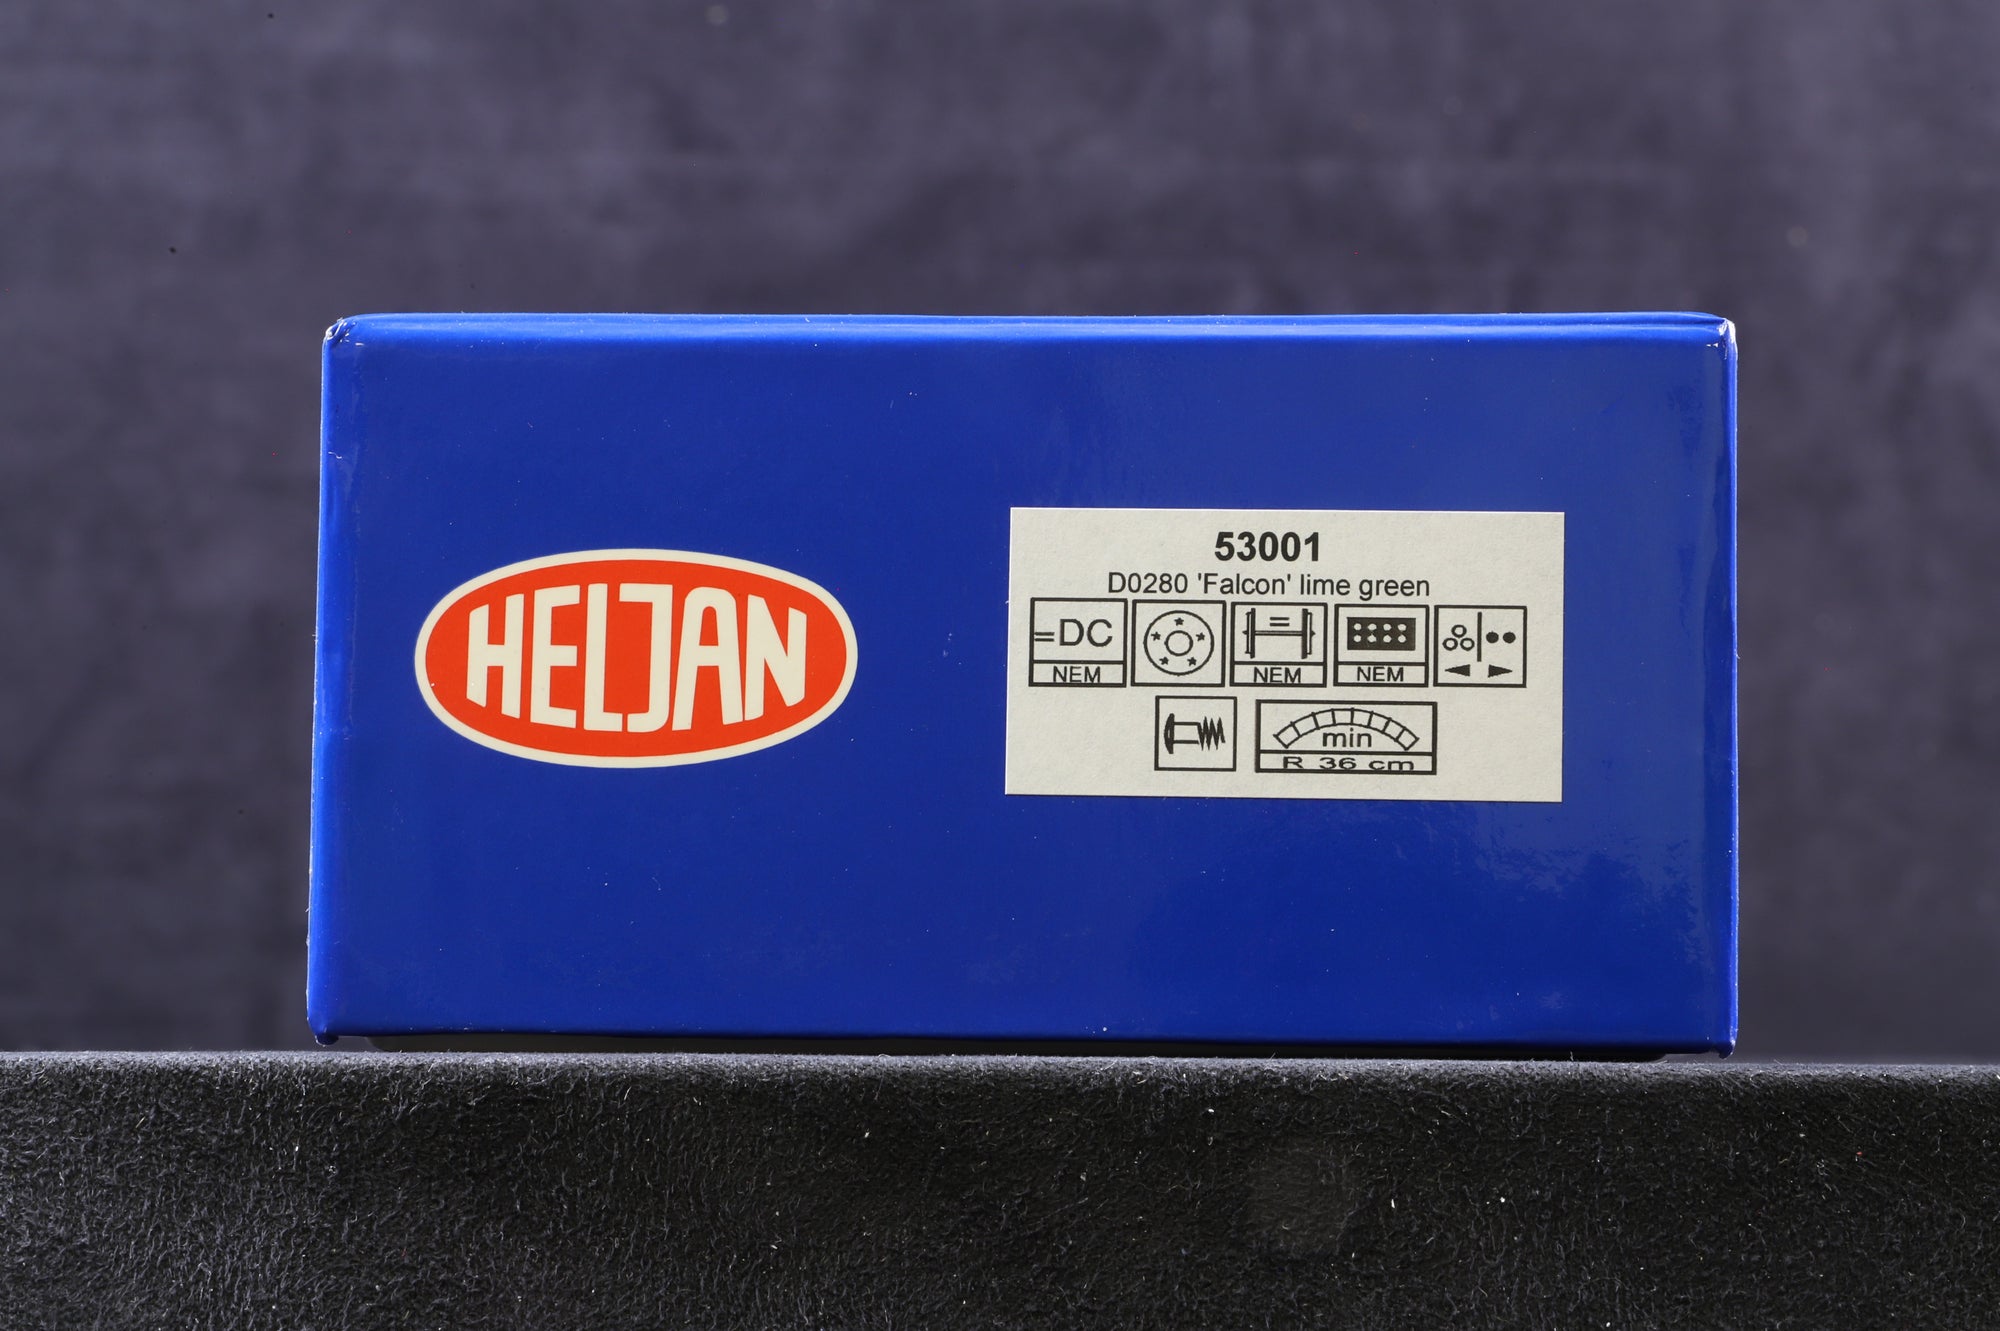 HELJAN
53001
D0280 'Falcon' lime green
=DC
NEM
NEM
NEM
min
R 36 cm